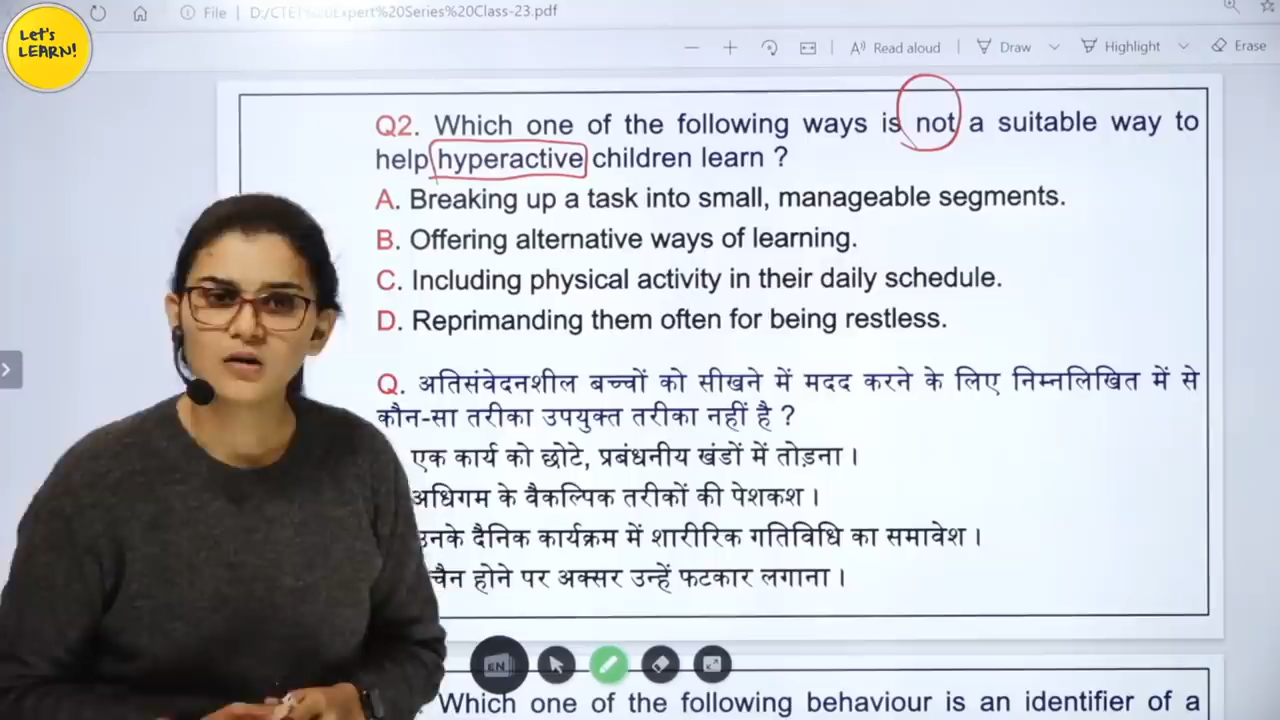 Let's
LEARN!
File | D:/CTET%20Expert%20Series%20Class-23.pdf
Read aloud | Draw Highlight Erase
Q2. Which one of the following ways is not a suitable way to
help hyperactive children learn ?
A. Breaking up a task into small, manageable segments.
B. Offering alternative ways of learning.
C. Including physical activity in their daily schedule.
D. Reprimanding them often for being restless.
Q. अतिसंवेदनशील बच्चों को सीखने में मदद करने के लिए निम्नलिखित में से
कौन-सा तरीका उपयुक्त तरीका नहीं है ?
एक कार्य को छोटे, प्रबंधनीय खंडों में तोड़ना।
अधिगम के वैकल्पिक तरीकों की पेशकश।
उनके दैनिक कार्यक्रम में शारीरिक गतिविधि का समावेश।
चैन होने पर अक्सर उन्हें फटकार लगाना।
EN
Which one of the following behaviour is an identifier of a